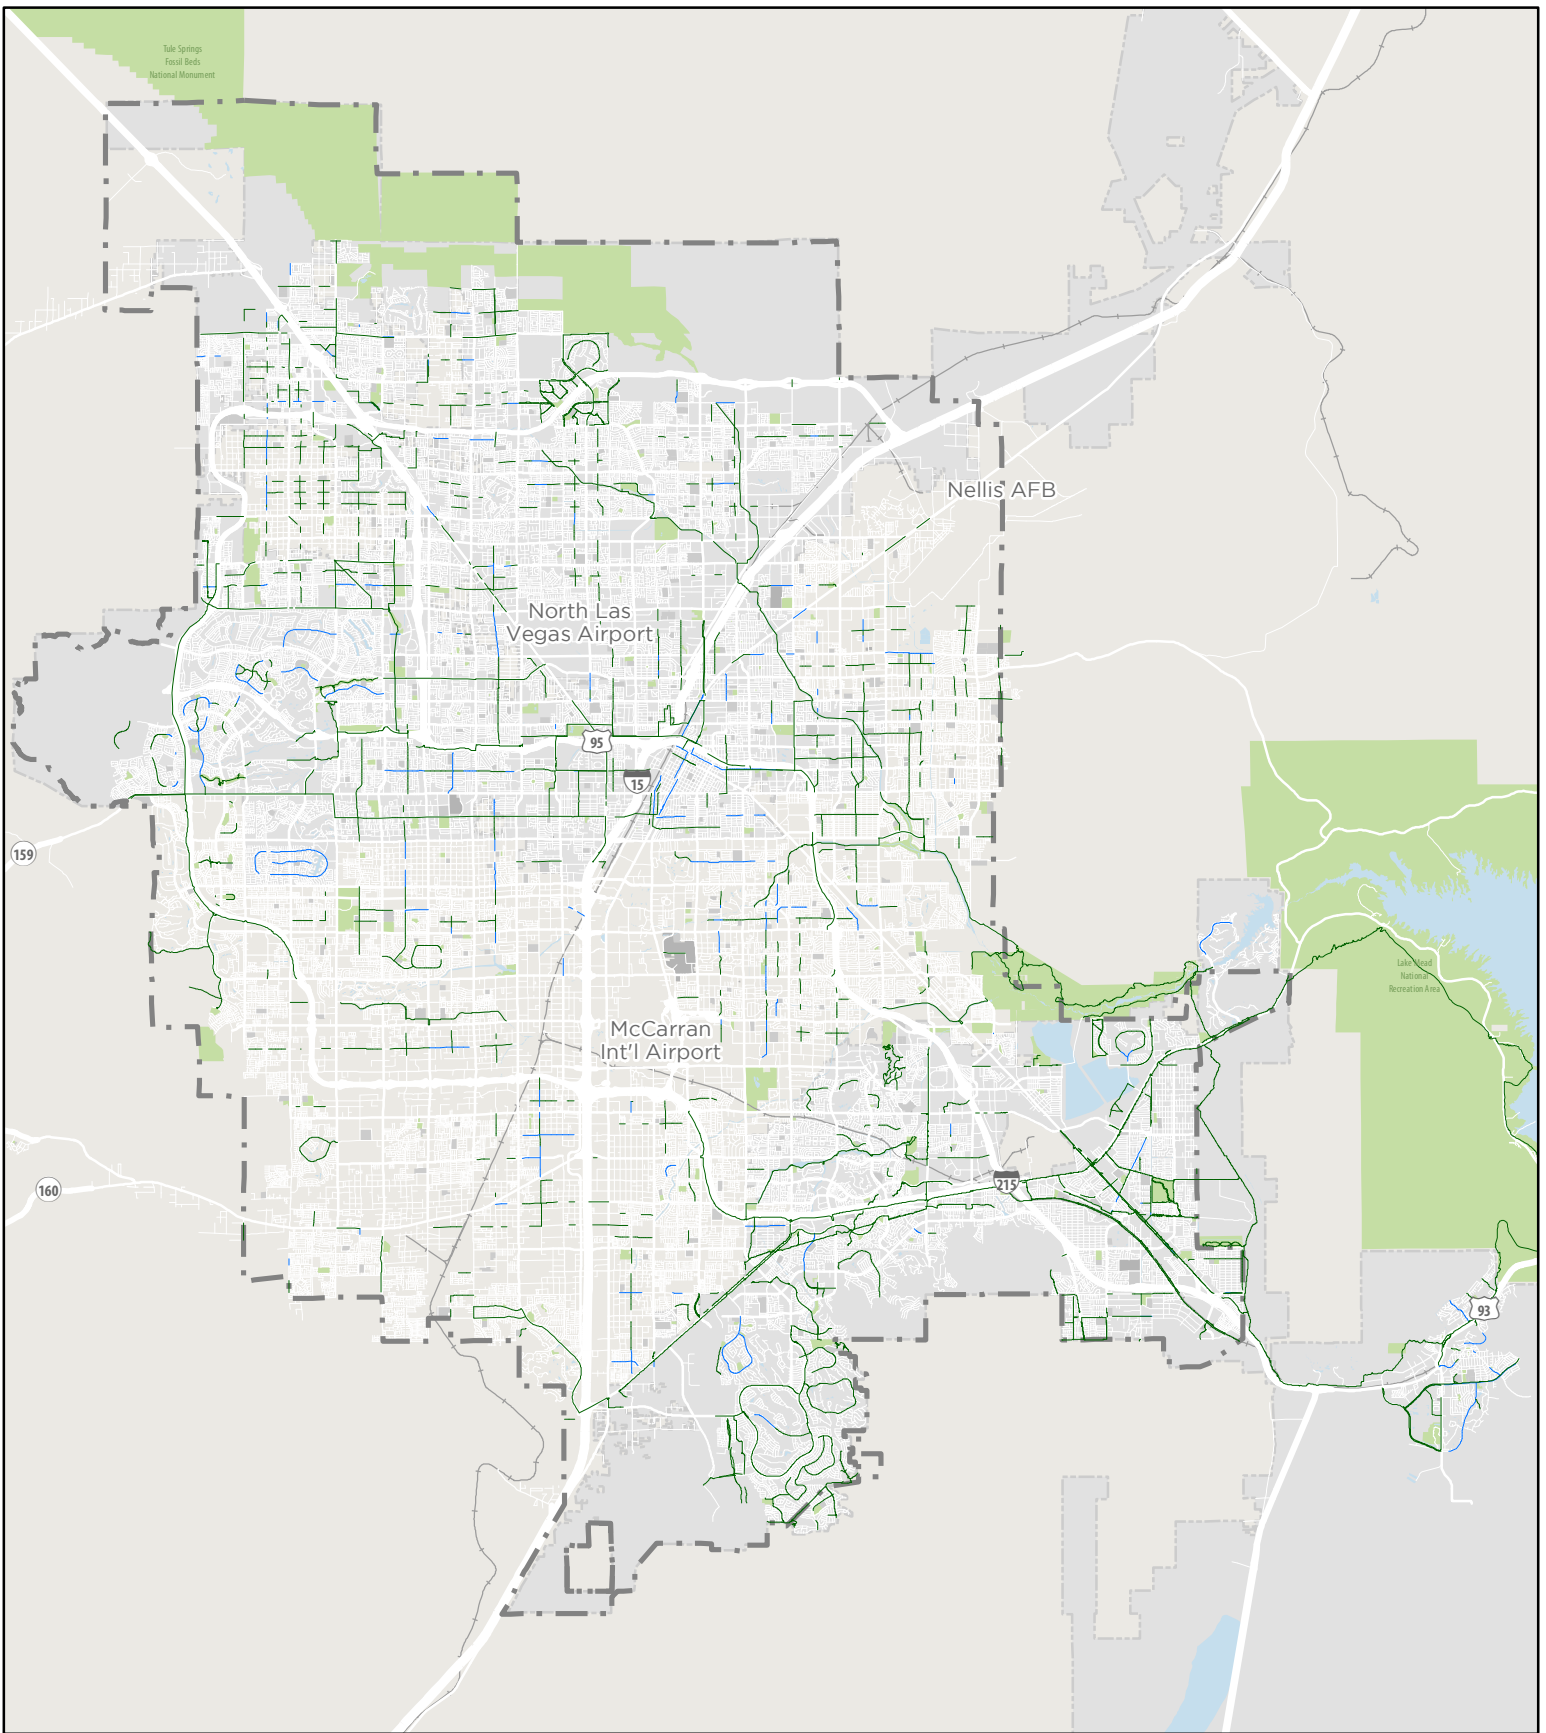 Tule Springs
Fossil Beds
National Monument
Nellis AFB
North Las
Vegas Airport
95
15
159
Lake Mead
National
Recreation Area
McCarran
Int'l Airport
160
215
93